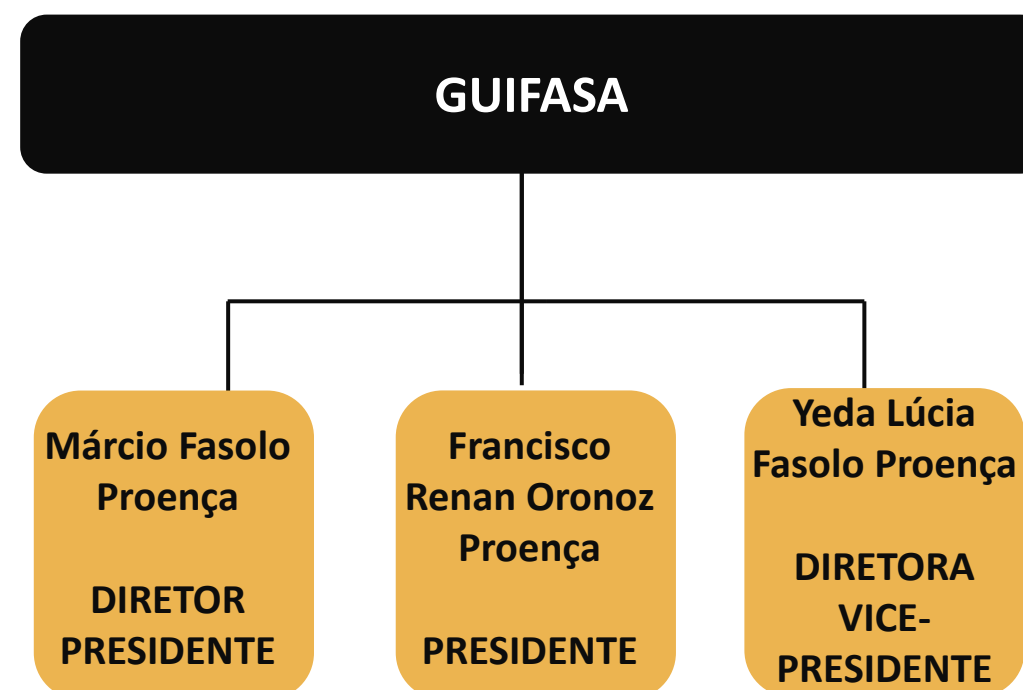 GUIFASA
Márcio Fasolo
Proença
DIRETOR
PRESIDENTE
Francisco
Renan Oronoz
Proença
PRESIDENTE
Yeda Lúcia
Fasolo Proença
DIRETORA
VICE-
PRESIDENTE